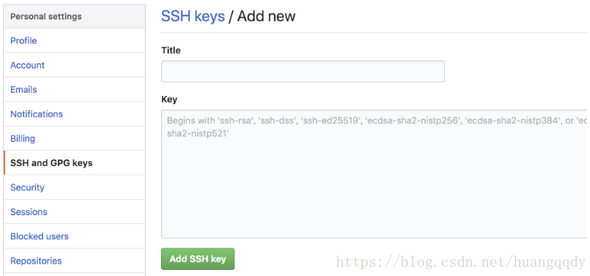 Personal settings
Profile
Account
Emails
Notifications
Billing
SSH and GPG keys
Security
Sessions
Blocked users
Repositories
SSH keys / Add new
Title
Key
Begins with 'ssh-rsa', 'ssh-dss', 'ssh-ed25519', 'ecdsa-sha2-nistp256', 'ecdsa-sha2-nistp384', or 'ec
sha2-nistp521'
Add SSH key
https://blog.csdn.net/huangqqdy